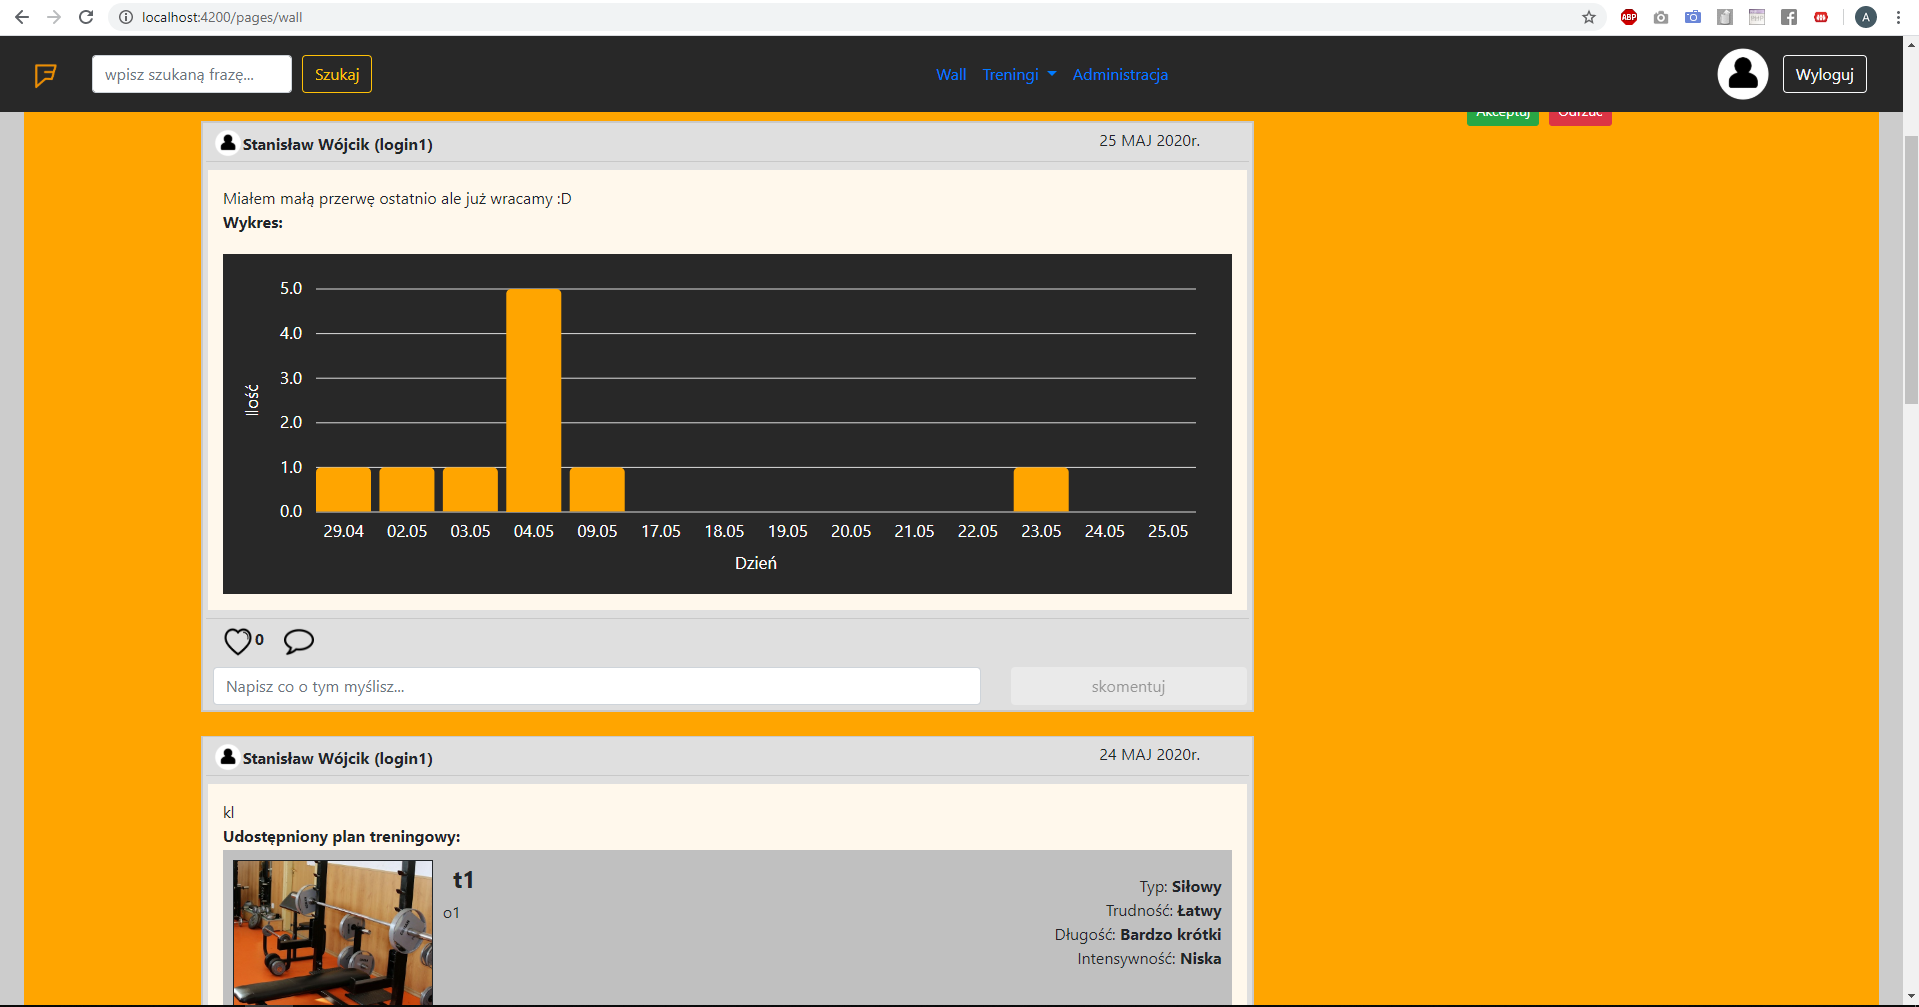 localhost:4200/pages/wall
ABP
PHP
A
wpisz szukaną frazę...
Szukaj
Wall
Treningi
Administracja
Wyloguj
Akceptuj
Odrzuć
Stanisław Wójcik (login1)
25 MAJ 2020r.
Miałem małą przerwę ostatnio ale już wracamy :D
Wykres:
5.0
4.0
3.0
2.0
1.0
0.0
Ilość
29.04 02.05 03.05 04.05 09.05 17.05 18.05 19.05 20.05 21.05 22.05 23.05 24.05 25.05
Dzień
0
Napisz co o tym myślisz...
skomentuj
Stanisław Wójcik (login1)
24 MAJ 2020r.
kl
Udostępniony plan treningowy:
t1
o1
Typ: Siłowy
Trudność: Łatwy
Długość: Bardzo krótki
Intensywność: Niska